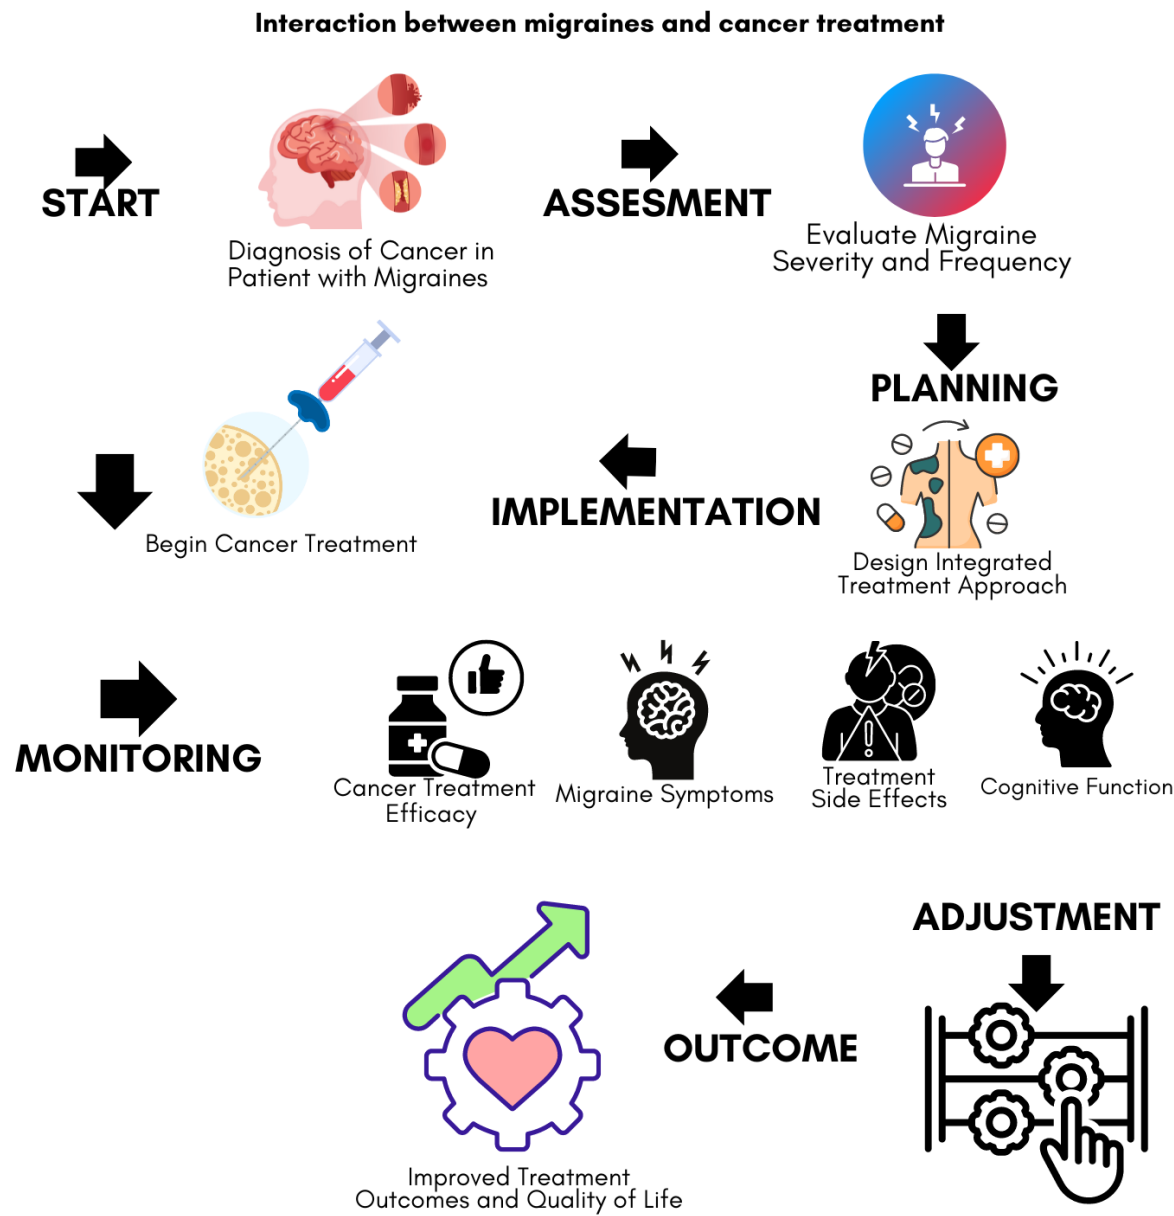 Interaction between migraines and cancer treatment
START
Diagnosis of Cancer in
Patient with Migraines
ASSESMENT
Evaluate Migraine
Severity and Frequency
PLANNING
Design Integrated
Treatment Approach
IMPLEMENTATION
Begin Cancer Treatment
MONITORING
Cancer Treatment
Efficacy
Migraine Symptoms
Treatment
Side Effects
Cognitive Function
ADJUSTMENT
OUTCOME
Improved Treatment
Outcomes and Quality of Life